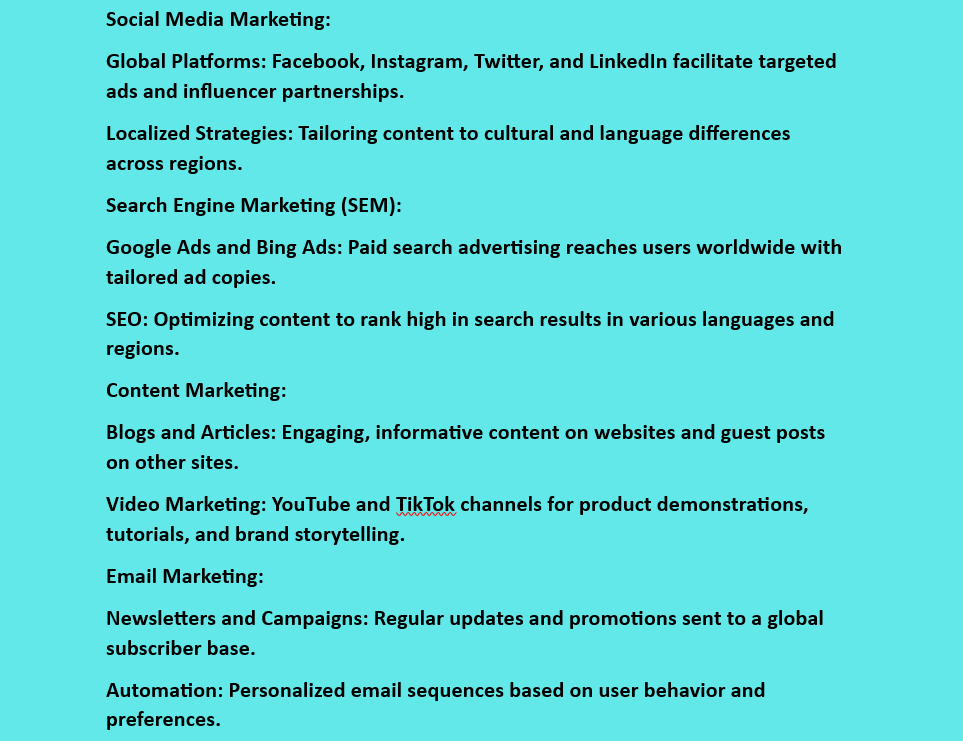 Social Media Marketing:
Global Platforms: Facebook, Instagram, Twitter, and LinkedIn facilitate targeted
ads and influencer partnerships.
Localized Strategies: Tailoring content to cultural and language differences
across regions.
Search Engine Marketing (SEM):
Google Ads and Bing Ads: Paid search advertising reaches users worldwide with
tailored ad copies.
SEO: Optimizing content to rank high in search results in various languages and
regions.
Content Marketing:
Blogs and Articles: Engaging, informative content on websites and guest posts
on other sites.
Video Marketing: YouTube and TikTok channels for product demonstrations,
tutorials, and brand storytelling.
Email Marketing:
Newsletters and Campaigns: Regular updates and promotions sent to a global
subscriber base.
Automation: Personalized email sequences based on user behavior and
preferences.